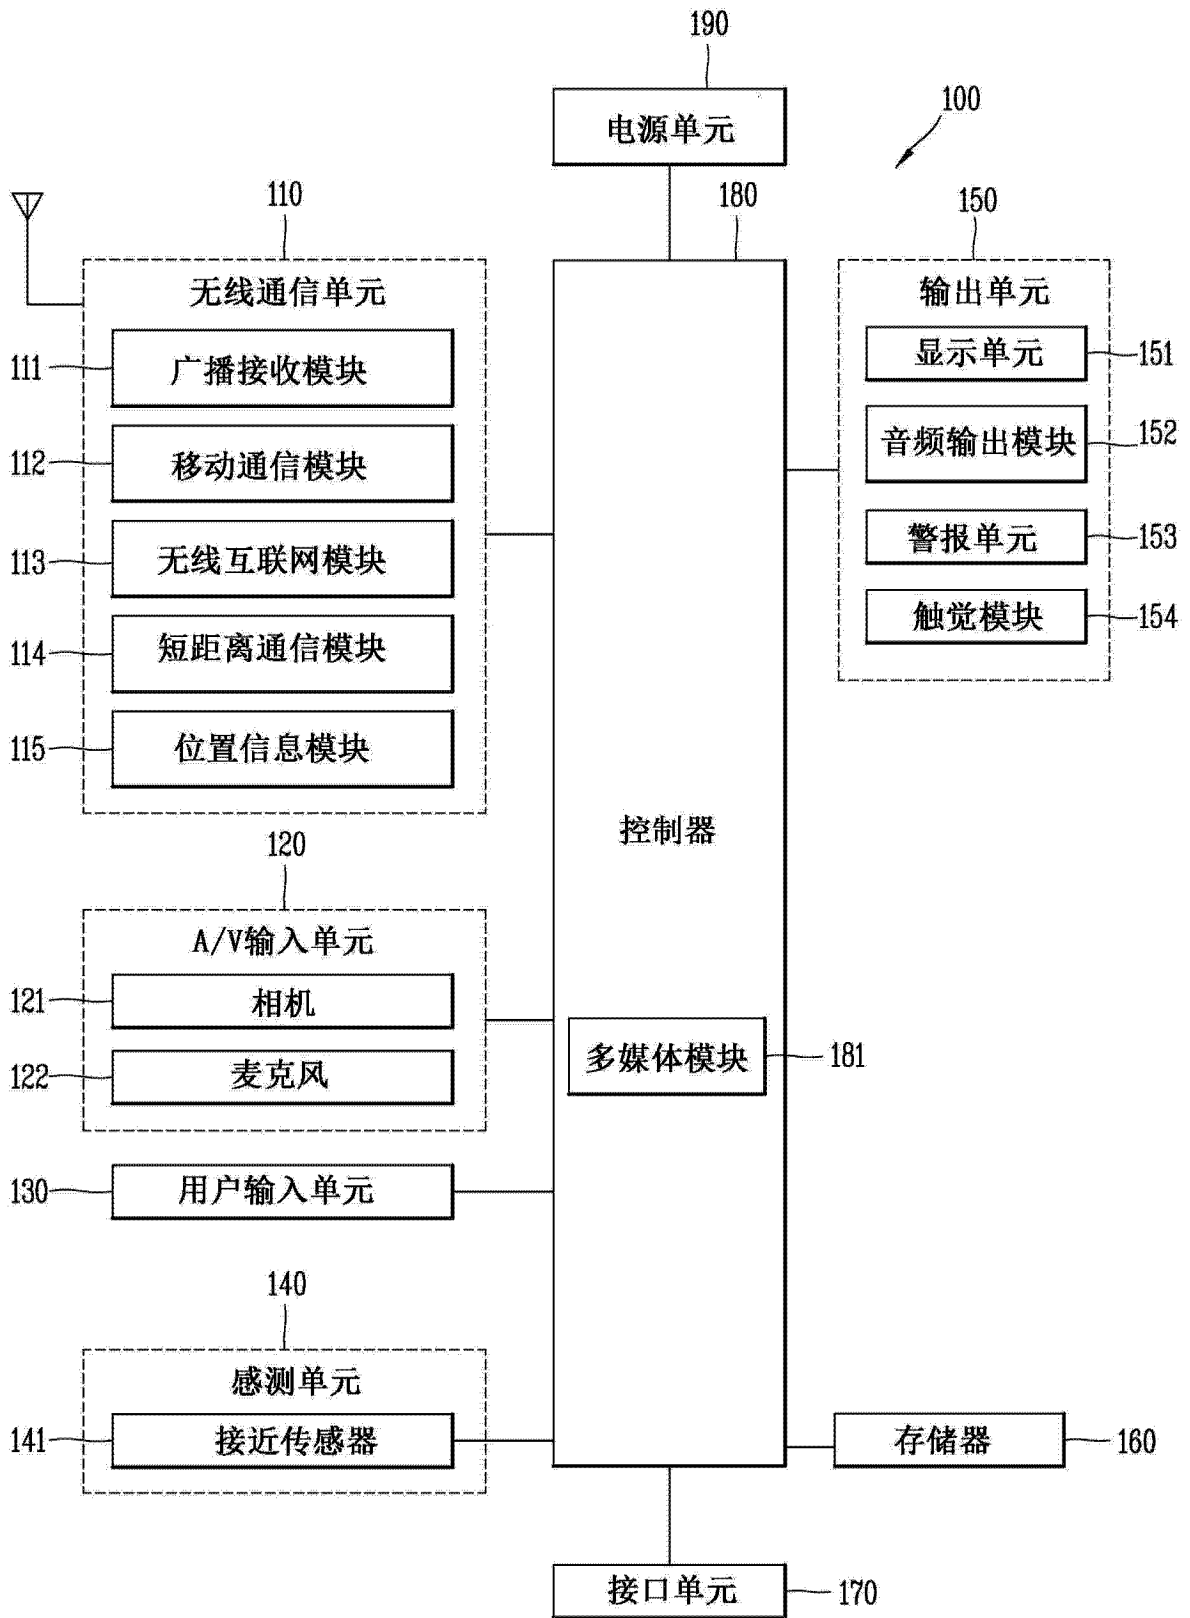 190
电源单元
100
110
无线通信单元
111
广播接收模块
112
移动通信模块
113
无线互联网模块
114
短距离通信模块
115
位置信息模块
120
A/V输入单元
121
相机
122
麦克风
130
用户输入单元
140
感测单元
141
接近传感器
180
控制器
多媒体模块
181
150
输出单元
显示单元
151
音频输出模块
152
警报单元
153
触觉模块
154
存储器
160
接口单元
170